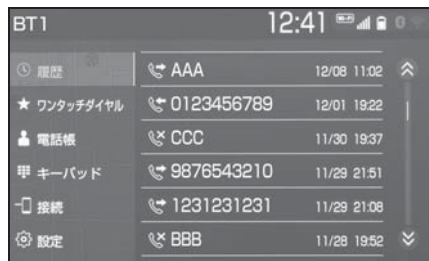 BT1
12:41
履歴
AAA 12/08 11:02
ワンタッチダイヤル
0123456789 12/01 19:22
電話帳
CCC 11/30 19:37
キーパッド
9876543210 11/29 21:51
接続
1231231231 11/29 21:08
設定
BBB 11/28 19:52